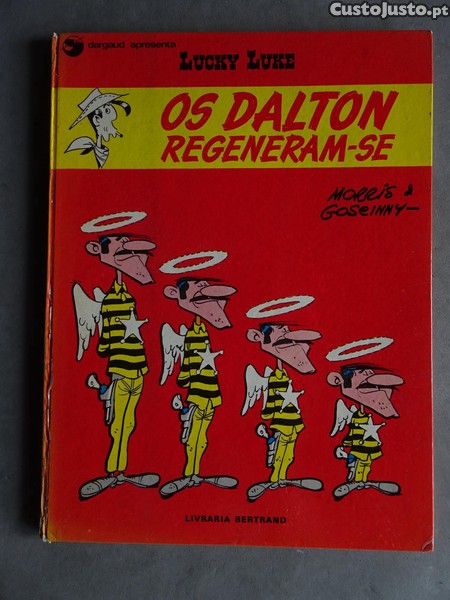 CustoJusto.pt
dargaud apresenta
LUCKY LUKE
OS DALTON
REGENERAM-SE
MORRIS &
GOSCINNY
LIVRARIA BERTRAND